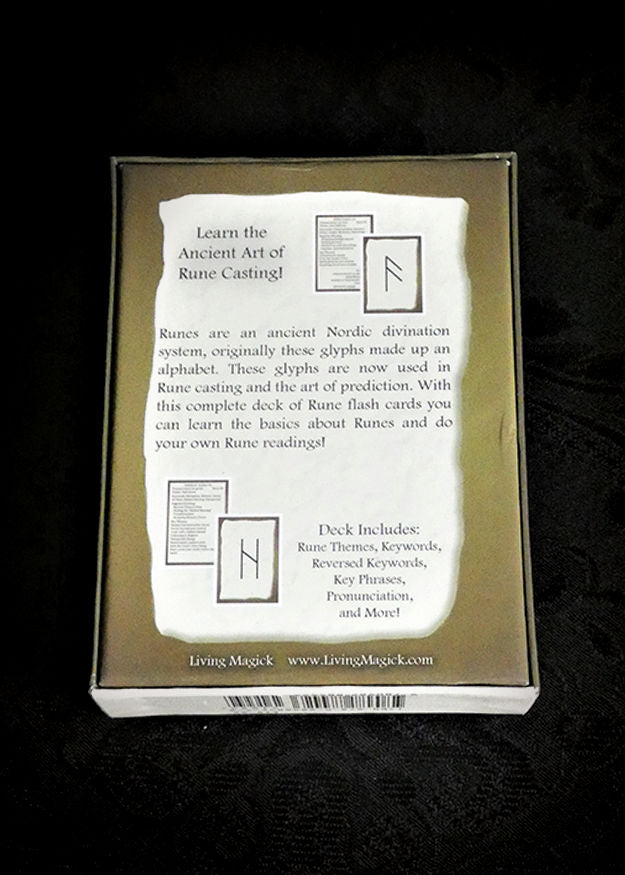 Learn the
Ancient Art of
Rune Casting!
ᚨ
Runes are an ancient Nordic divination
system, originally these glyphs made up an
alphabet. These glyphs are now used in
Rune casting and the art of prediction. With
this complete deck of Rune flash cards you
can learn the basics about Runes and do
your own Rune readings!
ᚺ
Deck Includes:
Rune Themes, Keywords,
Reversed Keywords,
Key Phrases,
Pronunciation,
and More!
Living Magick www.LivingMagick.com